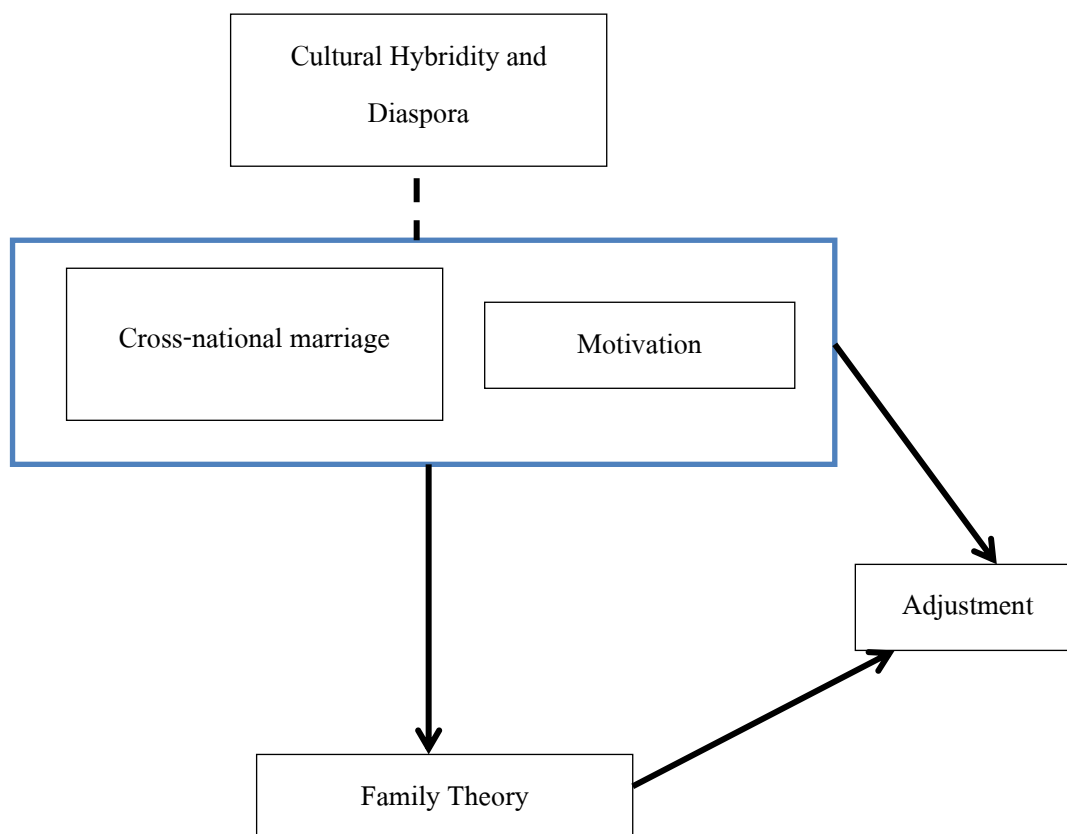 Cultural Hybridity and
Diaspora
Cross-national marriage
Motivation
Adjustment
Family Theory